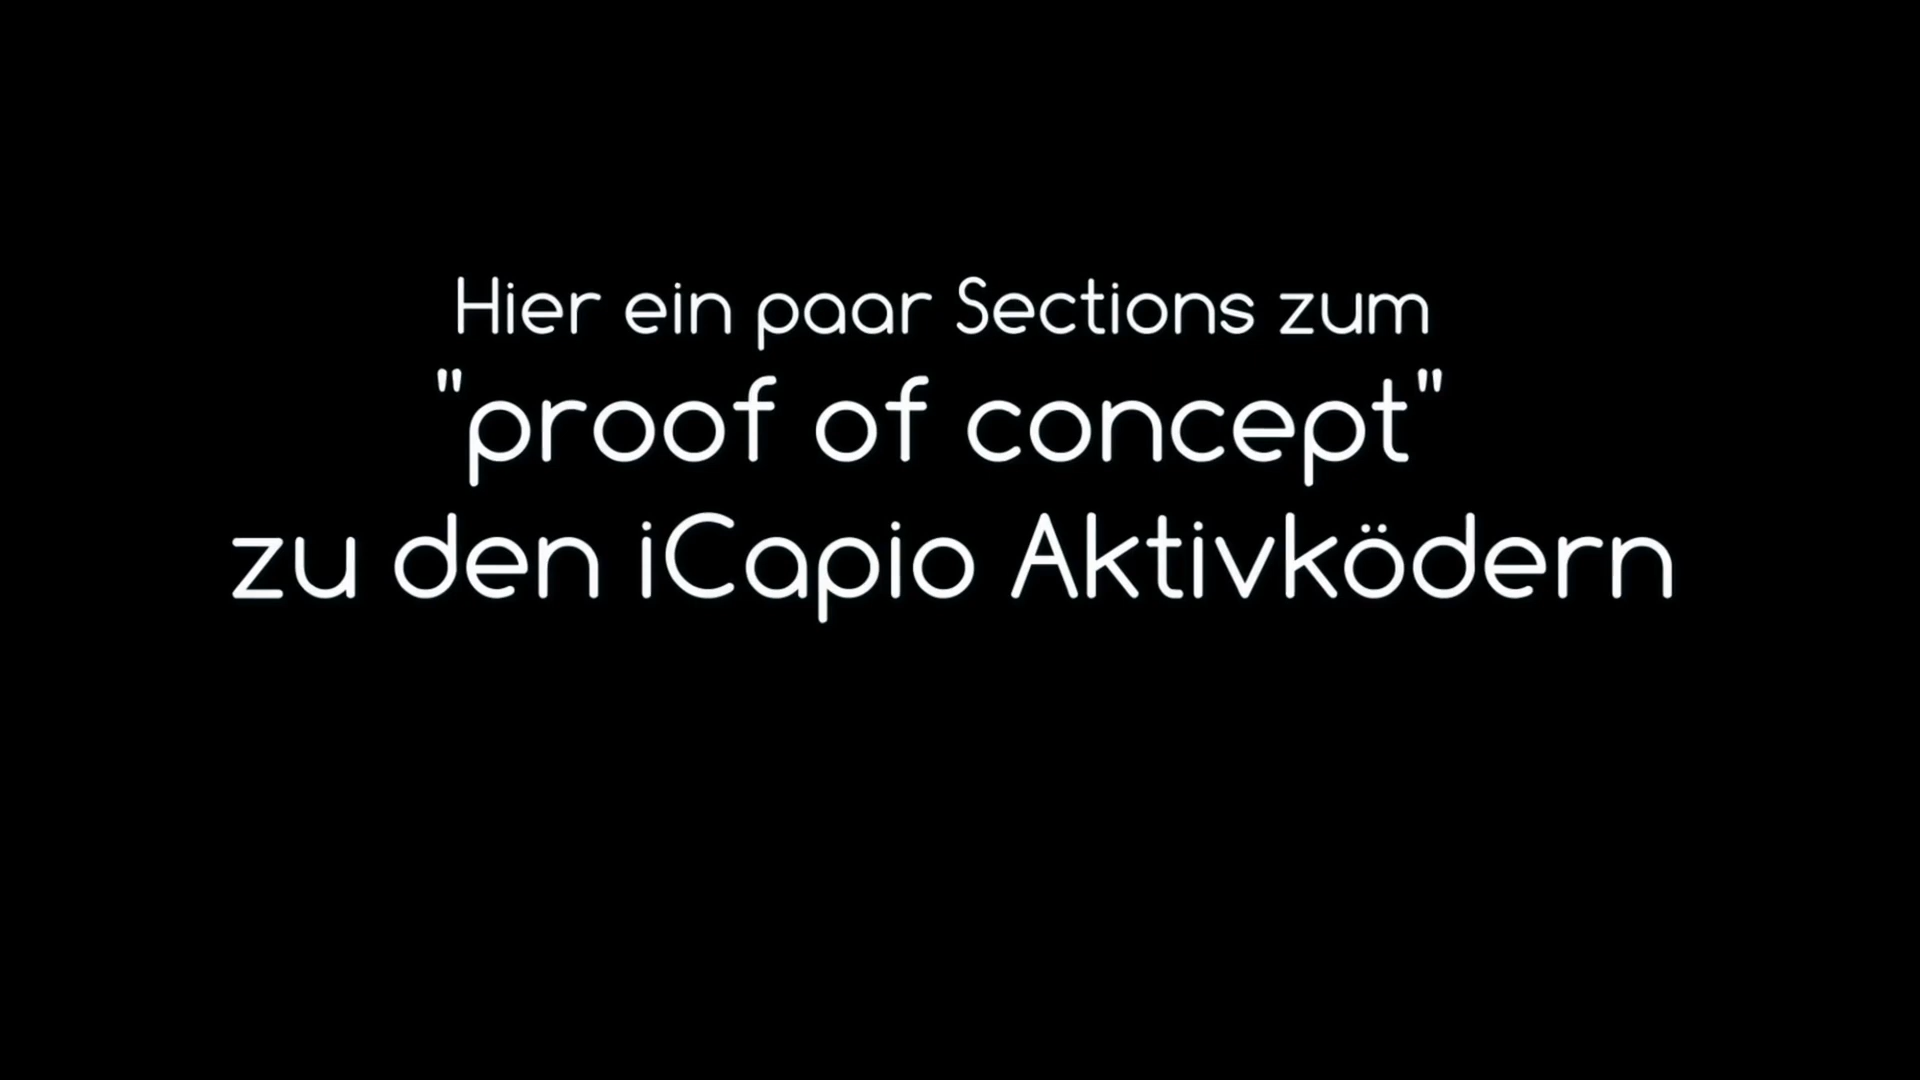 Hier ein paar Sections zum
"proof of concept"
zu den iCapio Aktivködern